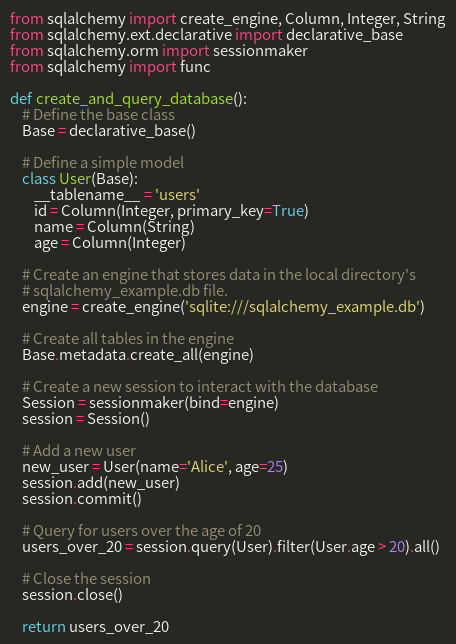 from sqlalchemy import create_engine, Column, Integer, String
from sqlalchemy.ext.declarative import declarative_base
from sqlalchemy.orm import sessionmaker
from sqlalchemy import func

def create_and_query_database():
    # Define the base class
    Base = declarative_base()

    # Define a simple model
    class User(Base):
        __tablename__ = 'users'
        id = Column(Integer, primary_key=True)
        name = Column(String)
        age = Column(Integer)

    # Create an engine that stores data in the local directory's
    # sqlalchemy_example.db file.
    engine = create_engine('sqlite:///sqlalchemy_example.db')

    # Create all tables in the engine
    Base.metadata.create_all(engine)

    # Create a new session to interact with the database
    Session = sessionmaker(bind=engine)
    session = Session()

    # Add a new user
    new_user = User(name='Alice', age=25)
    session.add(new_user)
    session.commit()

    # Query for users over the age of 20
    users_over_20 = session.query(User).filter(User.age > 20).all()

    # Close the session
    session.close()

    return users_over_20